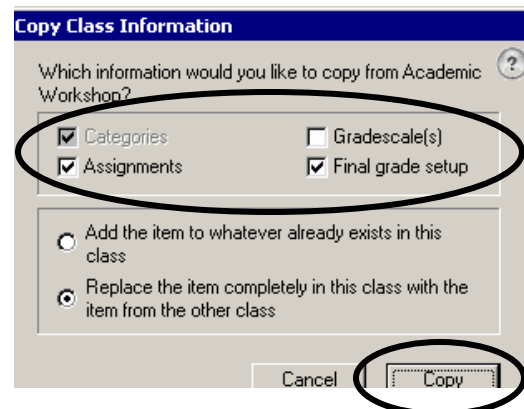 Copy Class Information
Which information would you like to copy from Academic
Workshop?
?
Categories
Gradescale(s)
Assignments
Final grade setup
Add the item to whatever already exists in this
class
Replace the item completely in this class with the
item from the other class
Cancel
Copy